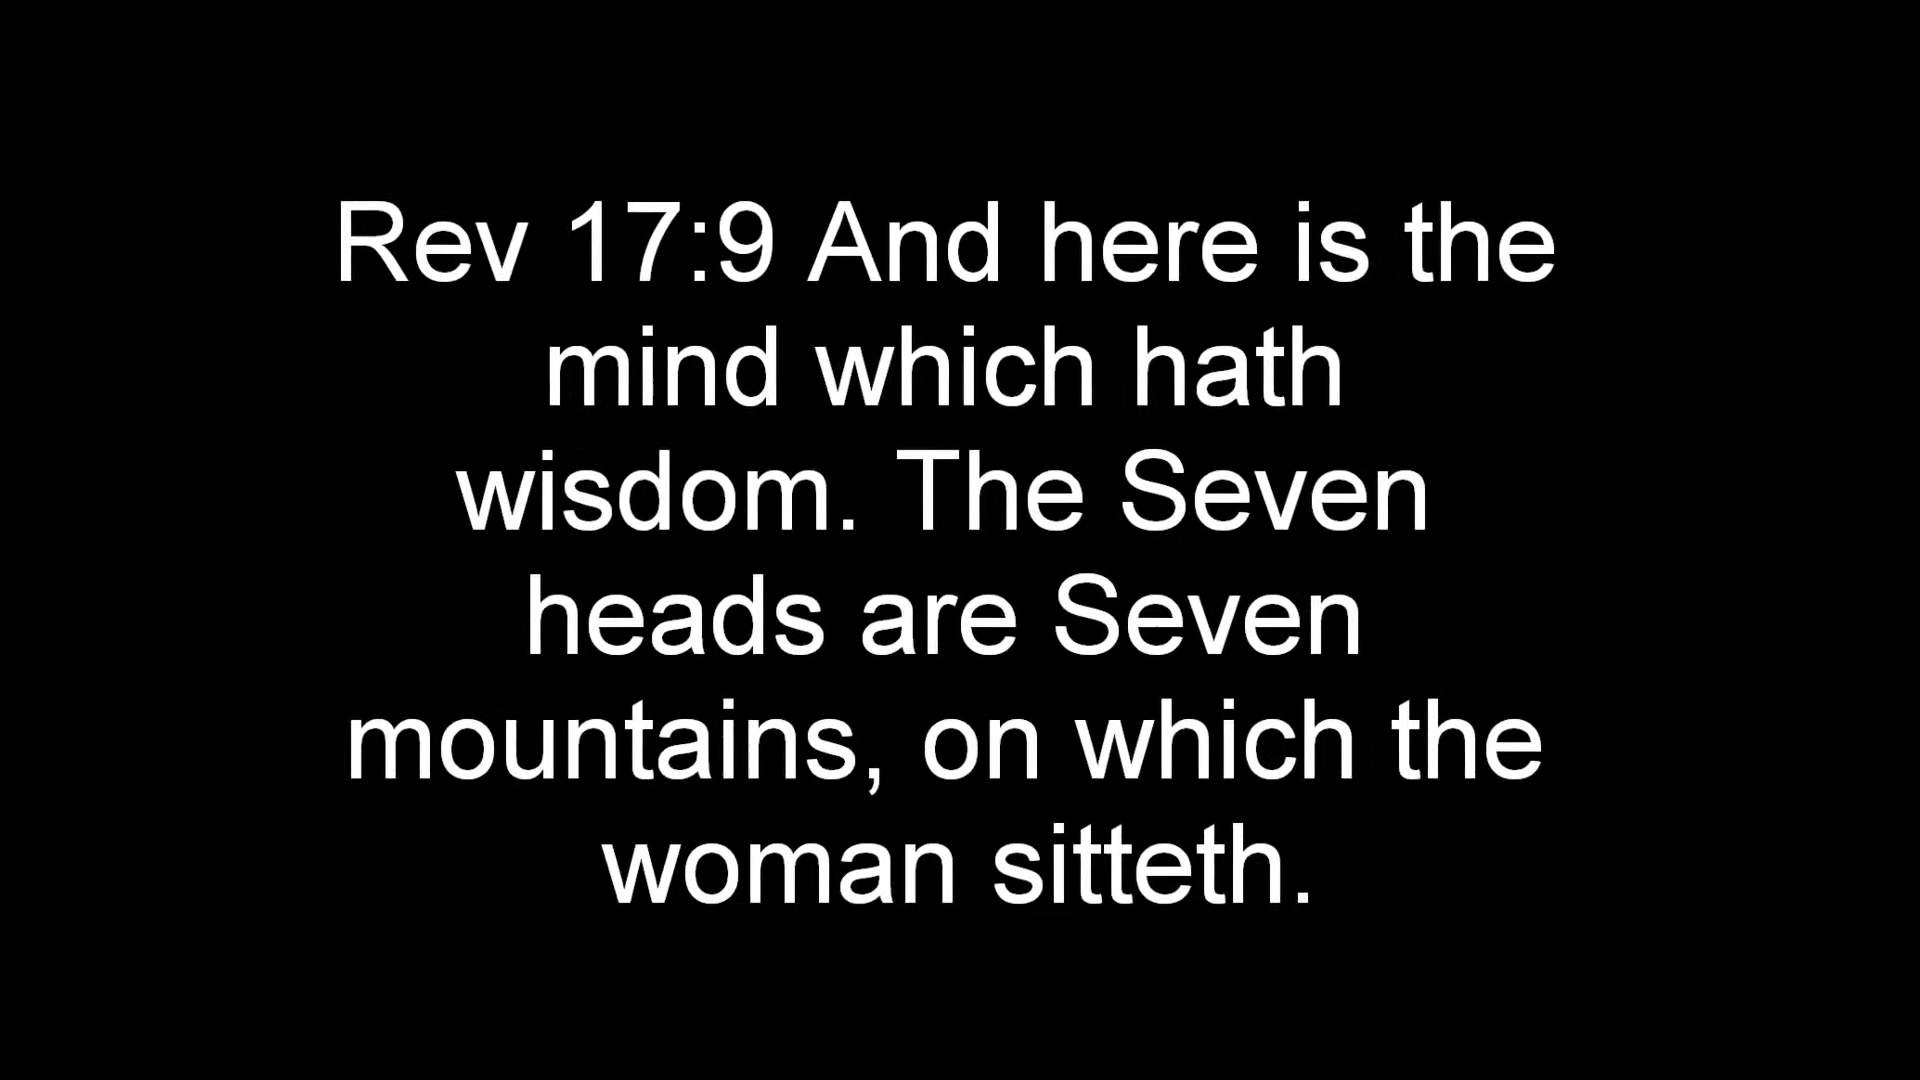 Rev 17:9 And here is the
mind which hath
wisdom. The Seven
heads are Seven
mountains, on which the
woman sitteth.